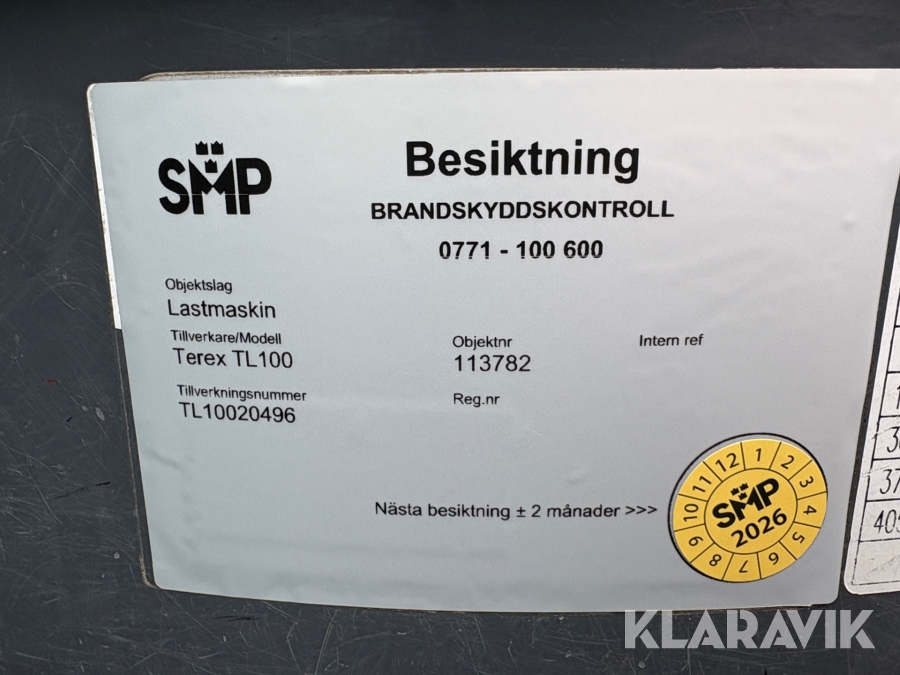 SMP
Besiktning
BRANDSKYDDSKONTROLL
0771 - 100 600
Objektslag
Lastmaskin
Tillverkare/Modell
Terex TL100
Objektnr
113782
Intern ref
Tillverkningsnummer
TL10020496
Reg.nr
Nästa besiktning ± 2 månader >>>
1 2 3 4 5 6 7 8 9 10 11 12
SMP
2026
KLARAVIK